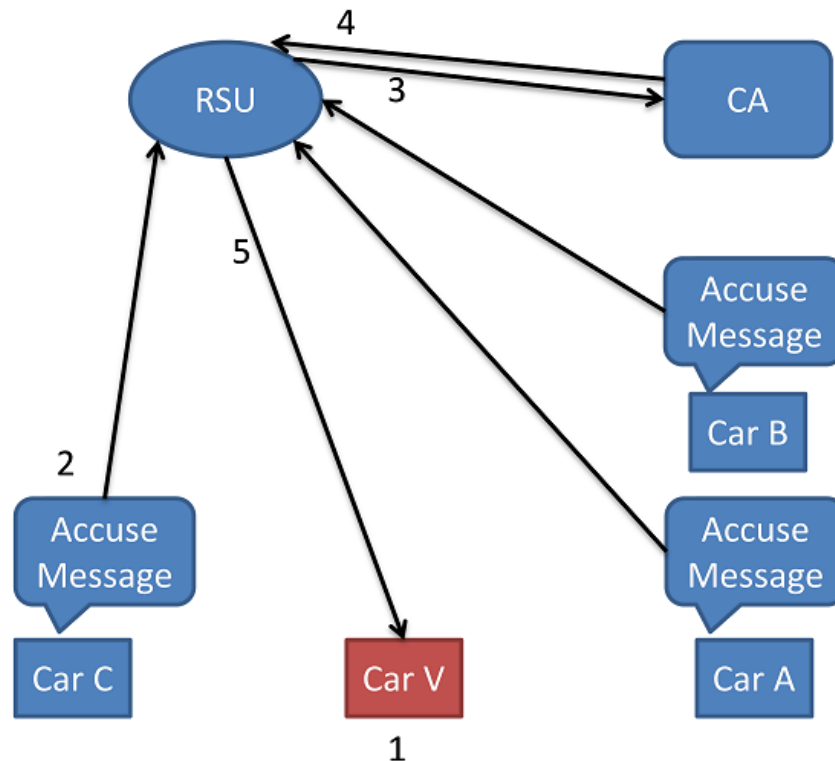 4
RSU
3
CA
5
Accuse
Message
Car B
2
Accuse
Message
Accuse
Message
Car C
Car V
Car A
1